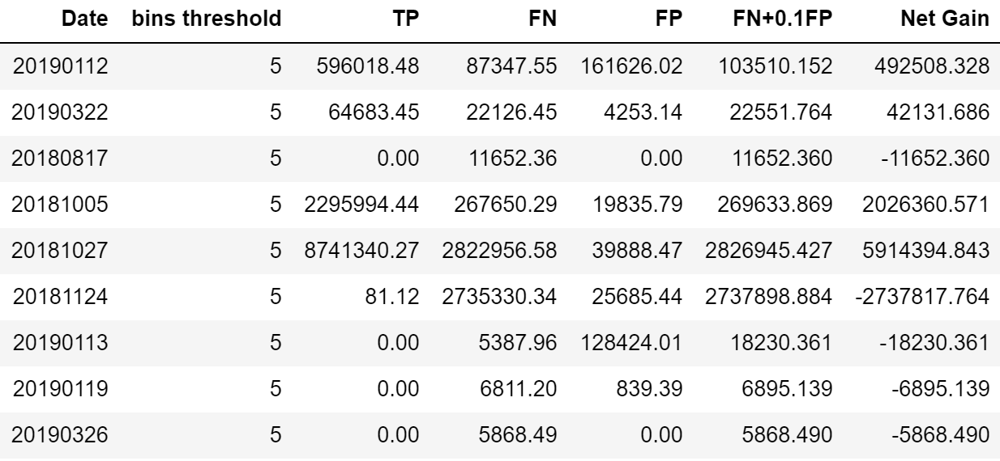 Date bins threshold TP FN FP FN+0.1FP Net Gain
20190112 5 596018.48 87347.55 161626.02 103510.152 492508.328
20190322 5 64683.45 22126.45 4253.14 22551.764 42131.686
20180817 5 0.00 11652.36 0.00 11652.360 -11652.360
20181005 5 2295994.44 267650.29 19835.79 269633.869 2026360.571
20181027 5 8741340.27 2822956.58 39888.47 2826945.427 5914394.843
20181124 5 81.12 2735330.34 25685.44 2737898.884 -2737817.764
20190113 5 0.00 5387.96 128424.01 18230.361 -18230.361
20190119 5 0.00 6811.20 839.39 6895.139 -6895.139
20190326 5 0.00 5868.49 0.00 5868.490 -5868.490